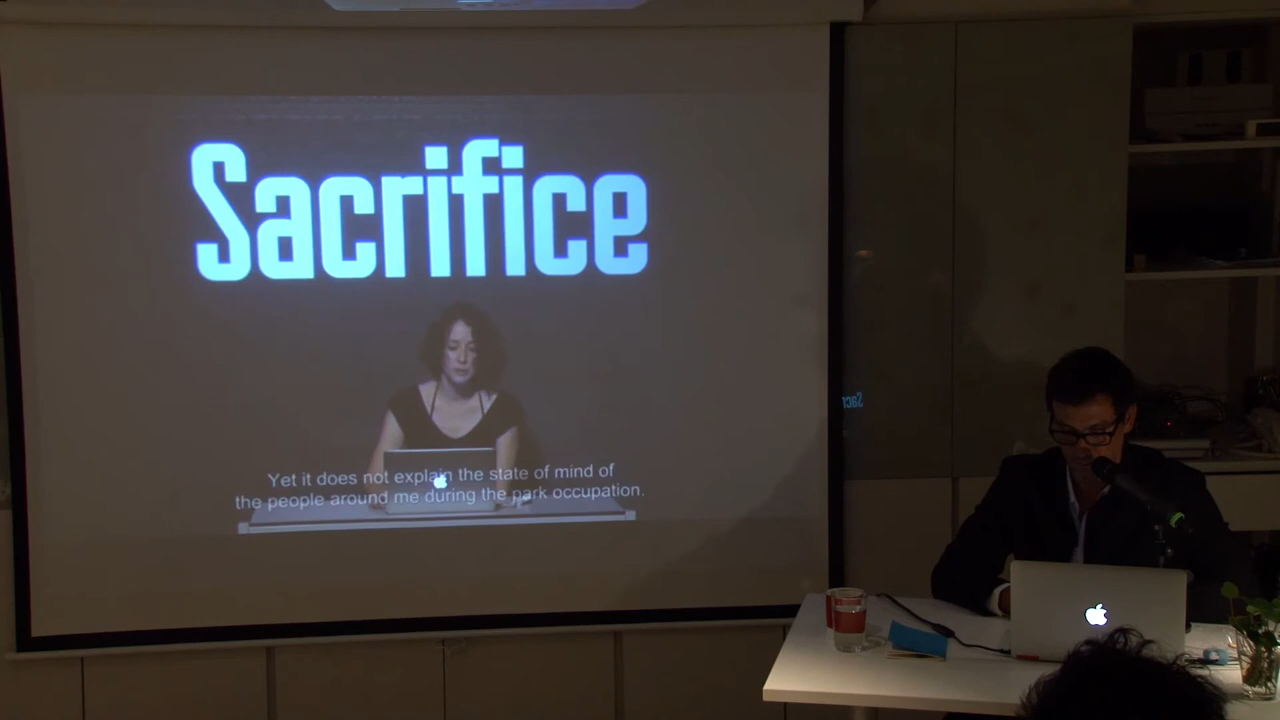 Sacrifice
Yet it does not explain the state of mind of
the people around me during the park occupation.
Sacr